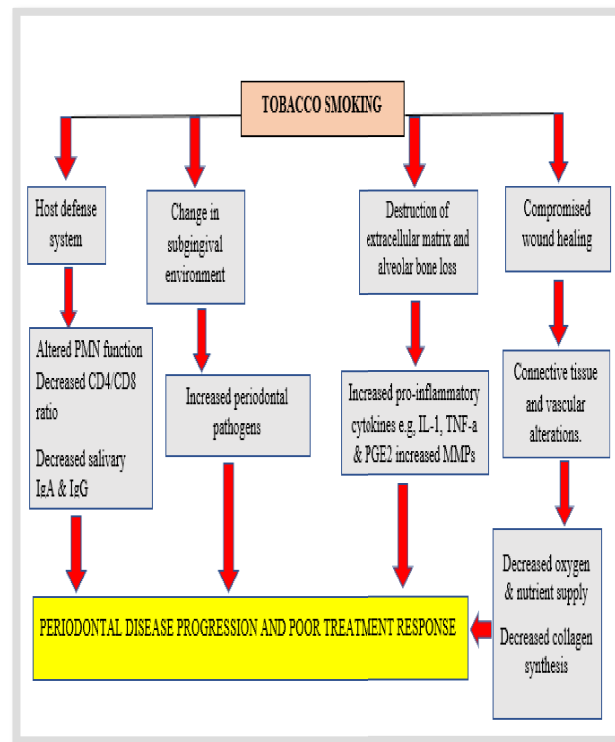 TOBACCO SMOKING
Host defense
system
Change in
subgingival
environment
Destruction of
extracellular matrix and
alveolar bone loss
Compromised
wound healing
Altered PMN function
Decreased CD4/CD8
ratio
Decreased salivary
IgA & IgG
Increased periodontal
pathogens
Increased pro-inflammatory
cytokines e.g, IL-1, TNF-a
& PGE2 increased MMPs
Connective tissue
and vascular
alterations.
Decreased oxygen
& nutrient supply
Decreased collagen
synthesis
PERIODONTAL DISEASE PROGRESSION AND POOR TREATMENT RESPONSE